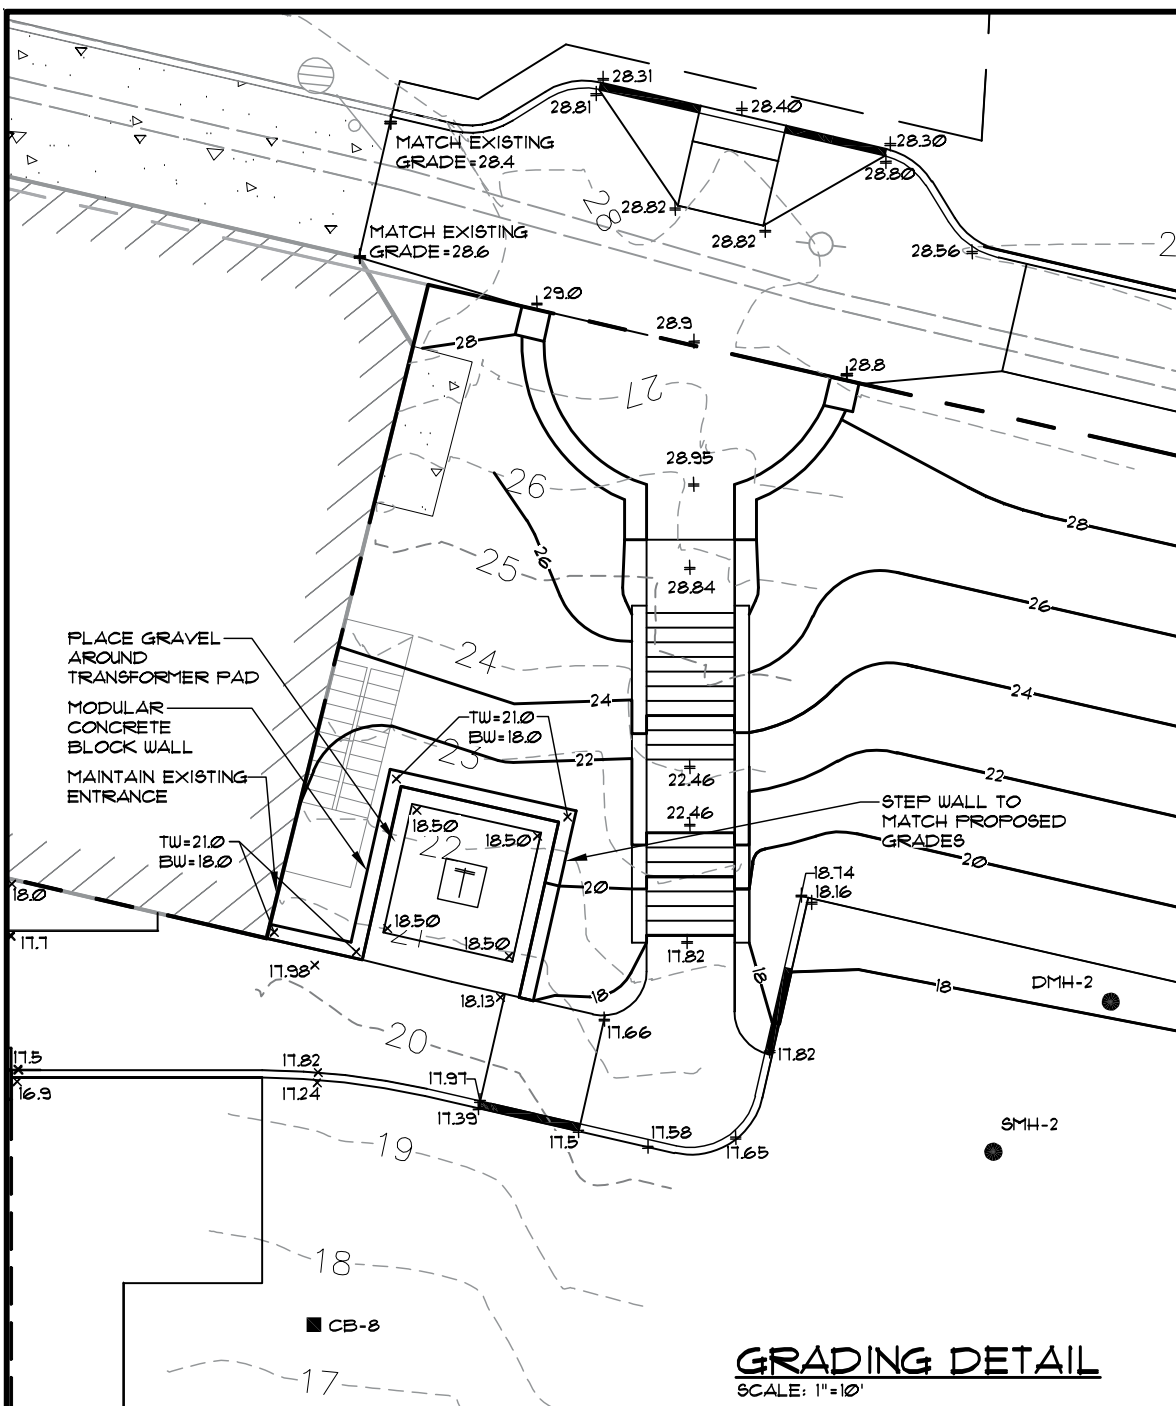 28.31
28.81
28.40
28.30
28.80
MATCH EXISTING
GRADE=28.4
28
28.82
28.82
MATCH EXISTING
GRADE=28.6
28.56
2
29.0
28.9
28
28.8
27
28.95
26
28
26
25
28.84
26
PLACE GRAVEL
AROUND
TRANSFORMER PAD
24
24
24
MODULAR
CONCRETE
BLOCK WALL
TW=21.0
BW=18.0
23
22
22
MAINTAIN EXISTING
ENTRANCE
22.46
22.46
STEP WALL TO
MATCH PROPOSED
GRADES
18.50
18.50
22
TW=21.0
BW=18.0
20
T
20
18.74
18.16
18.0
18.50
21
18.50
17.7
17.82
17.98
18
18
18
DMH-2
18.13
17.66
20
17.5
17.82
17.82
16.9
17.24
17.97
17.39
17.5
17.58
17.65
SMH-2
19
18
CB-8
17
GRADING DETAIL
SCALE: 1"=10'